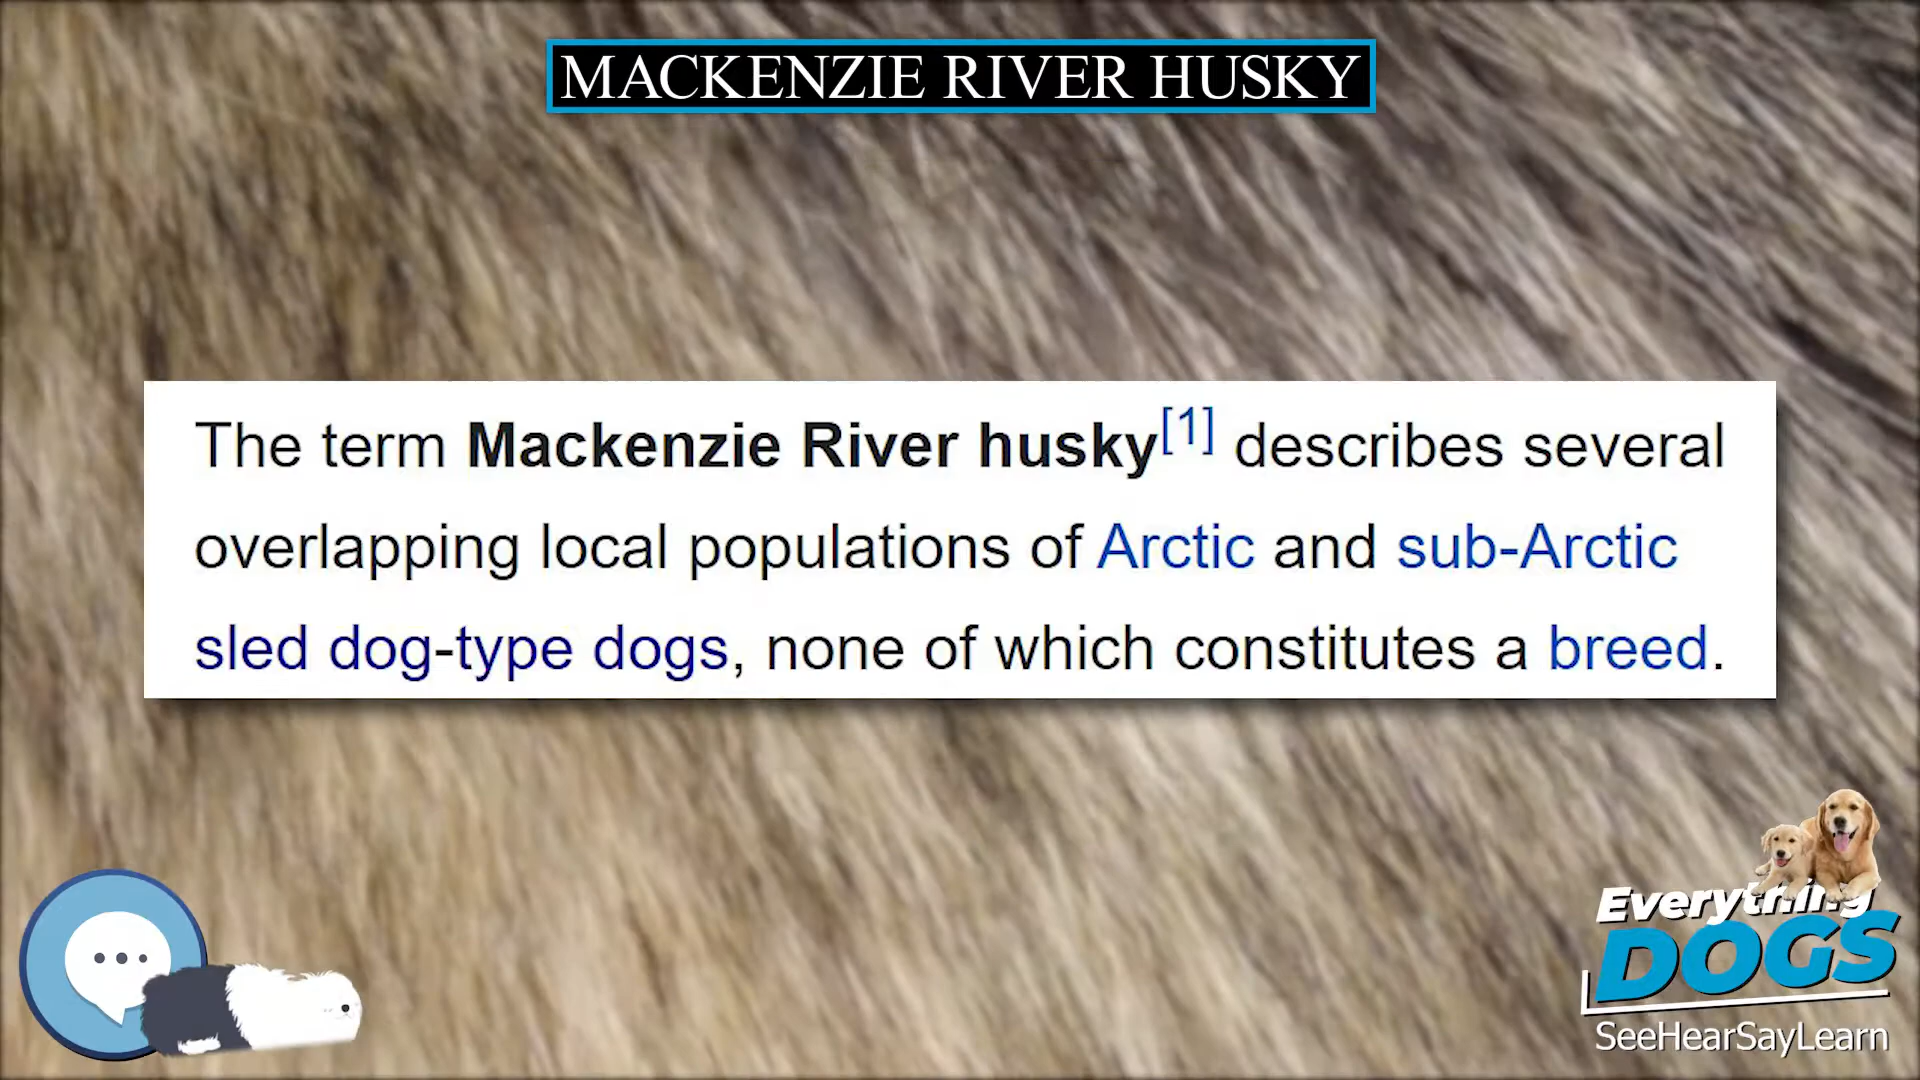 MACKENZIE RIVER HUSKY
The term Mackenzie River husky[1] describes several
overlapping local populations of Arctic and sub-Arctic
sled dog-type dogs, none of which constitutes a breed.
Everything
DOGS
SeeHearSayLearn